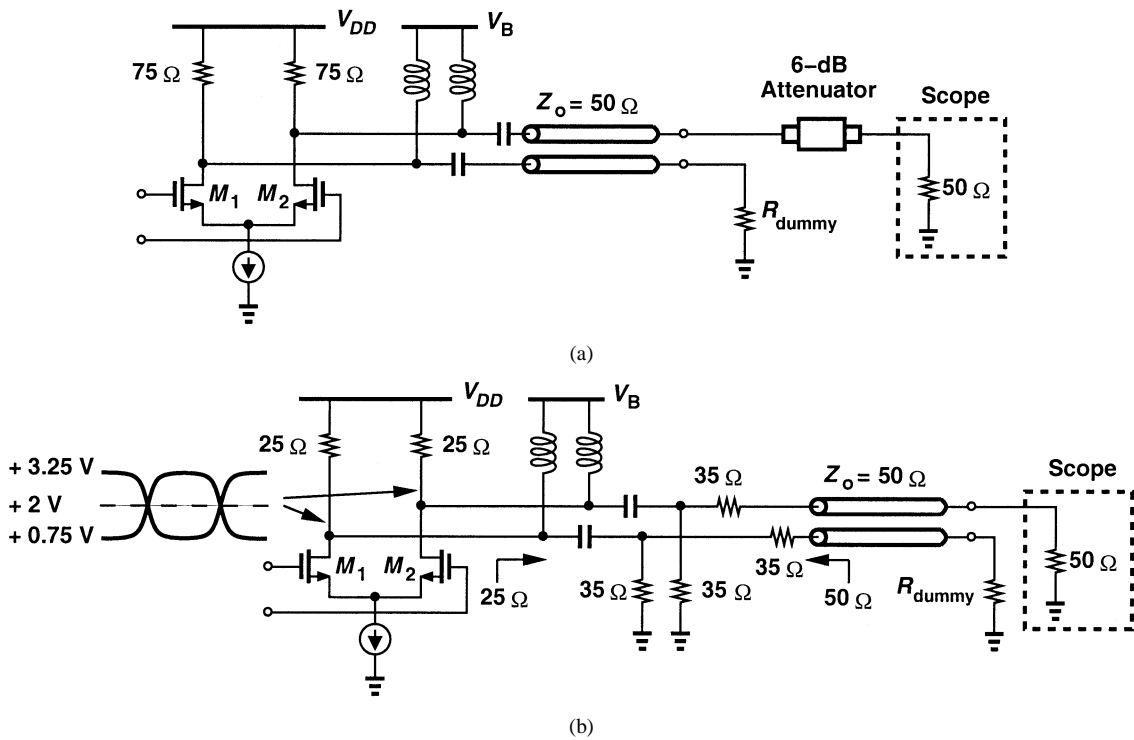 V_DD
V_B
75 Ω
75 Ω
6-dB
Attenuator
Z_o = 50 Ω
Scope
M_1
M_2
50 Ω
R_dummy
(a)
V_DD
V_B
25 Ω
25 Ω
+ 3.25 V
+ 2 V
+ 0.75 V
35 Ω
Z_o = 50 Ω
Scope
M_1
M_2
25 Ω
35 Ω
35 Ω
35 Ω
50 Ω
R_dummy
50 Ω
(b)